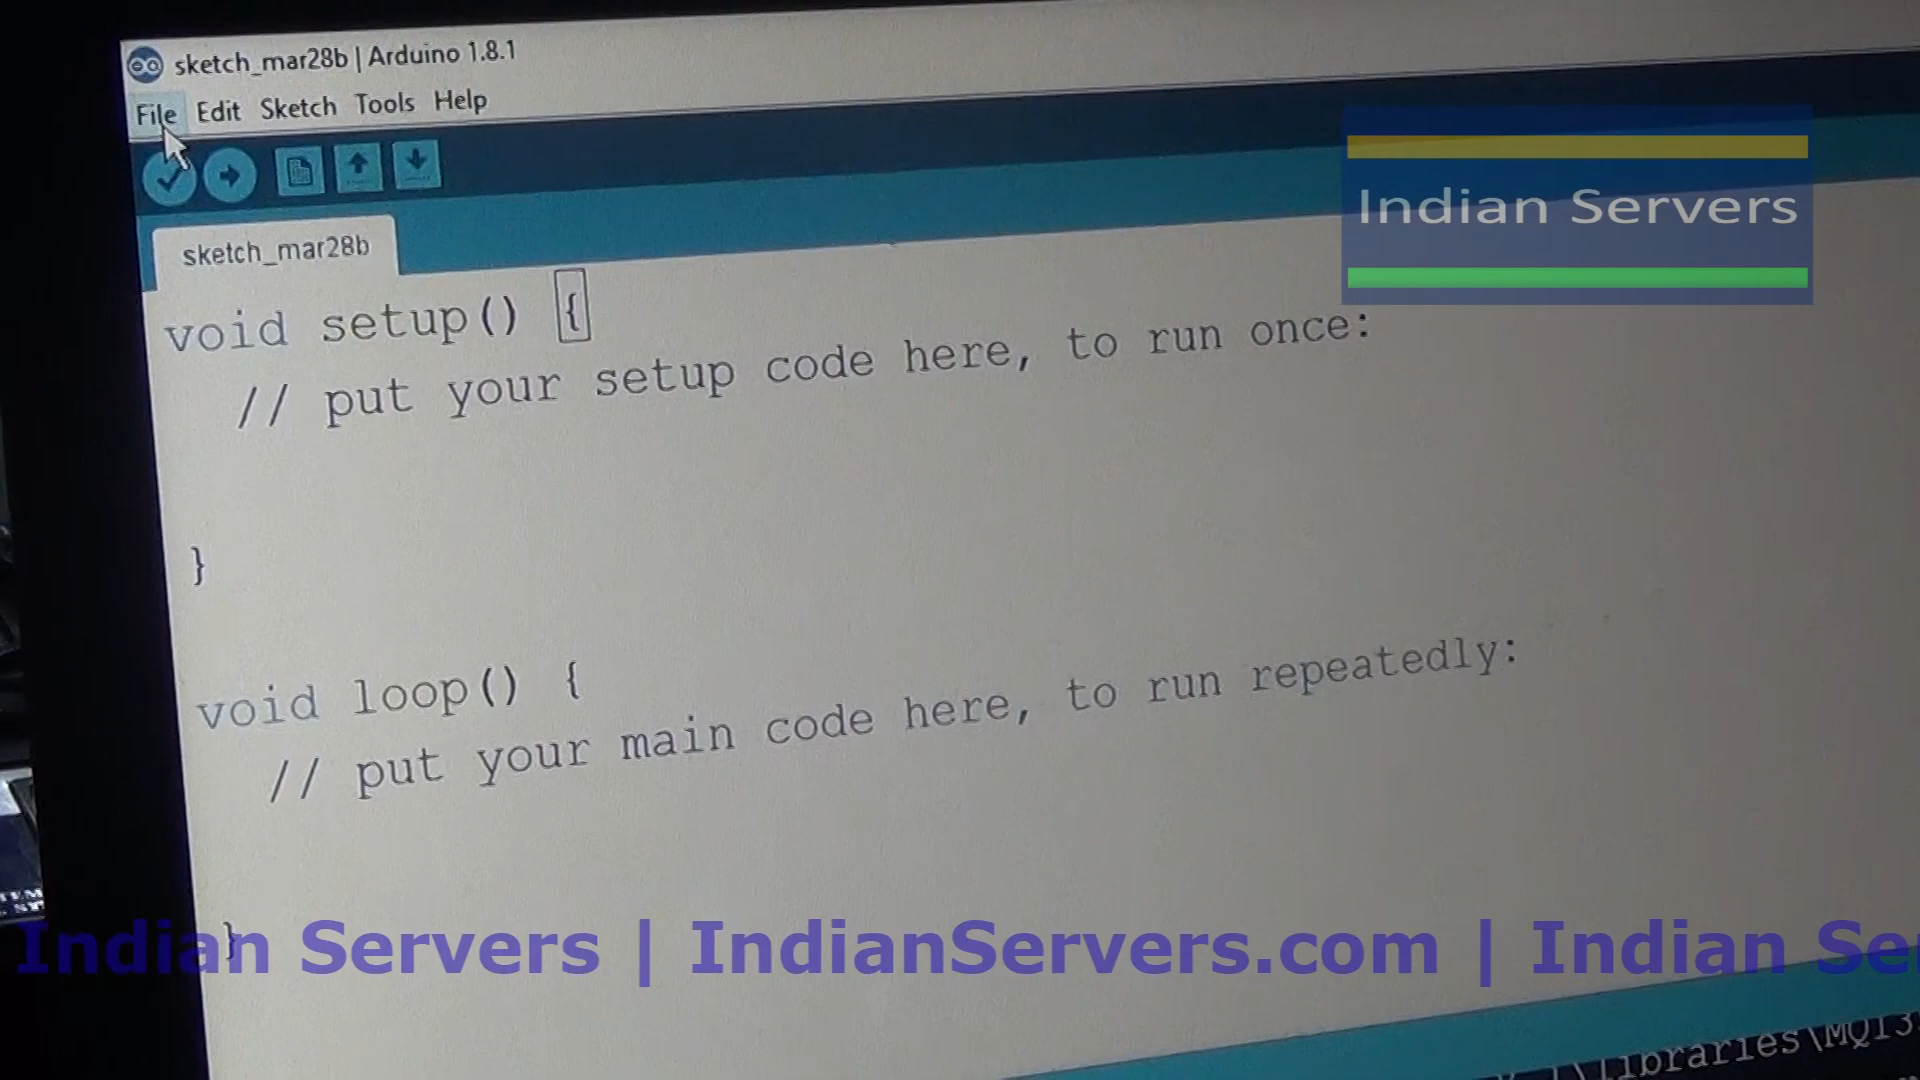 sketch_mar28b | Arduino 1.8.1
File Edit Sketch Tools Help
Indian Servers
sketch_mar28b
void setup() {
// put your setup code here, to run once:
}
void loop() {
// put your main code here, to run repeatedly:
}
Indian Servers | IndianServers.com | Indian Se
\libraries\MQ13